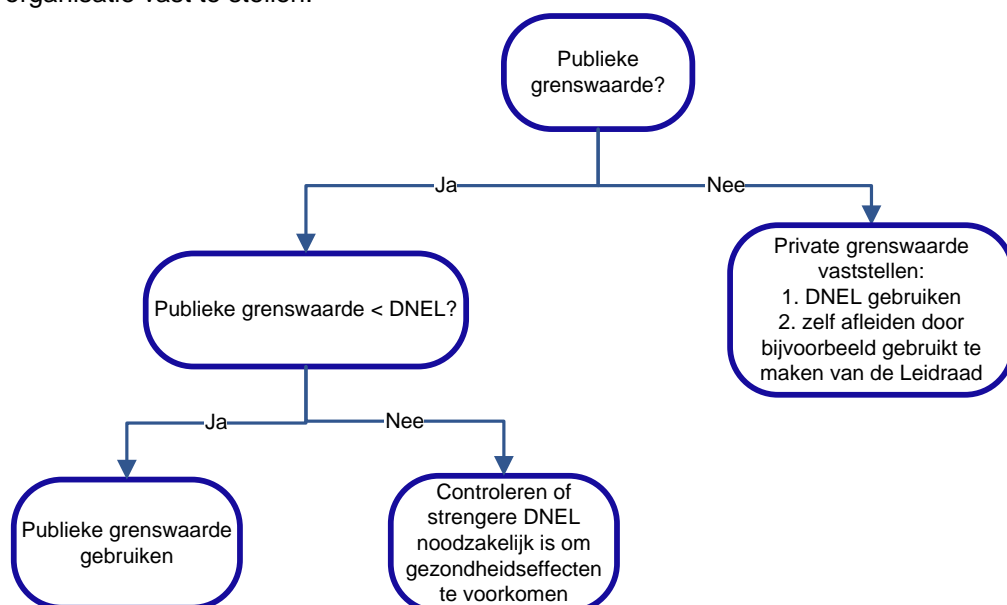 organisatie vast te stellen.
Publieke
grenswaarde?
Ja
Nee
Publieke grenswaarde < DNEL?
Private grenswaarde
vaststellen:
1. DNEL gebruiken
2. zelf afleiden door
bijvoorbeeld gebruikt te
maken van de Leidraad
Ja
Nee
Publieke grenswaarde
gebruiken
Controleren of
strengere DNEL
noodzakelijk is om
gezondheidseffecten
te voorkomen